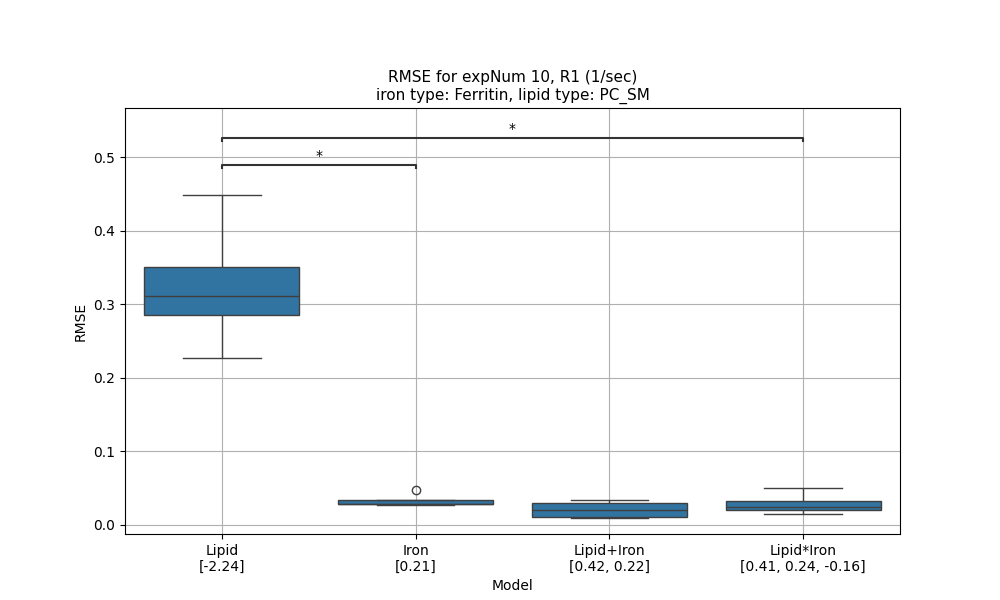 RMSE for expNum 10, R1 (1/sec)
iron type: Ferritin, lipid type: PC_SM
*
*
0.5
0.4
0.3
0.2
0.1
0.0
RMSE
Lipid
[-2.24]
Iron
[0.21]
Lipid+Iron
[0.42, 0.22]
Lipid*Iron
[0.41, 0.24, -0.16]
Model